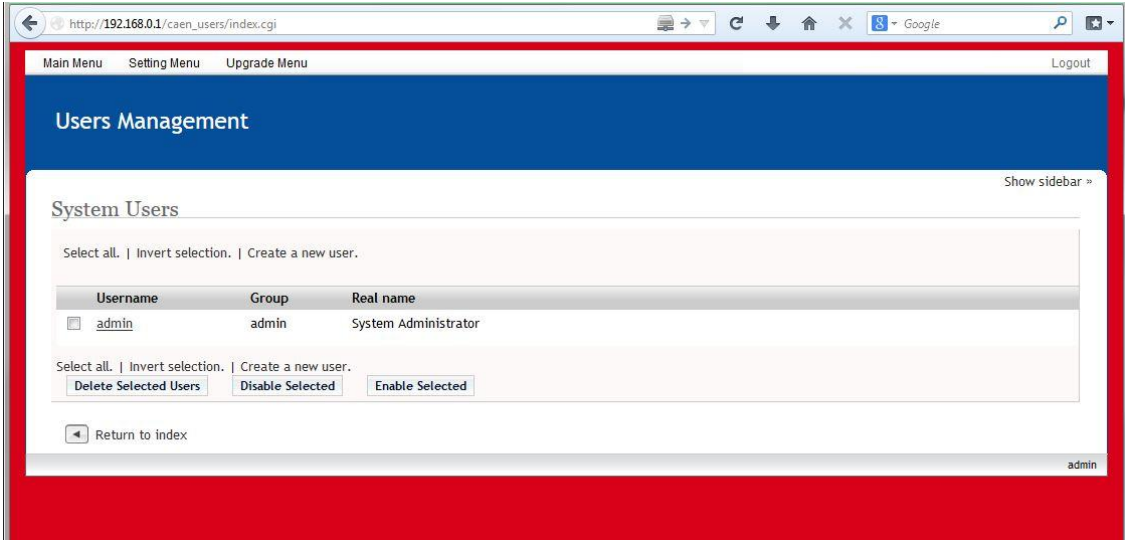 http://192.168.0.1/caen_users/index.cgi Google
Main Menu Setting Menu Upgrade Menu Logout
Users Management
Show sidebar »
System Users
Select all. | Invert selection. | Create a new user.
Username Group Real name
admin admin System Administrator
Select all. | Invert selection. | Create a new user.
Delete Selected Users Disable Selected Enable Selected
Return to index
admin